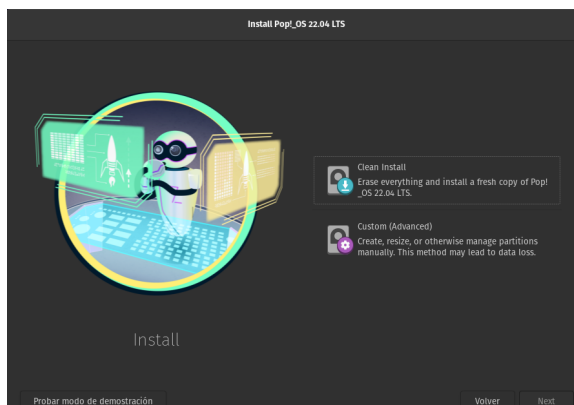 Install Pop!_OS 22.04 LTS
Clean Install
Erase everything and install a fresh copy of Pop!
_OS 22.04 LTS.
Custom (Advanced)
Create, resize, or otherwise manage partitions
manually. This method may lead to data loss.
Install
Probar modo de demostración
Volver
Next